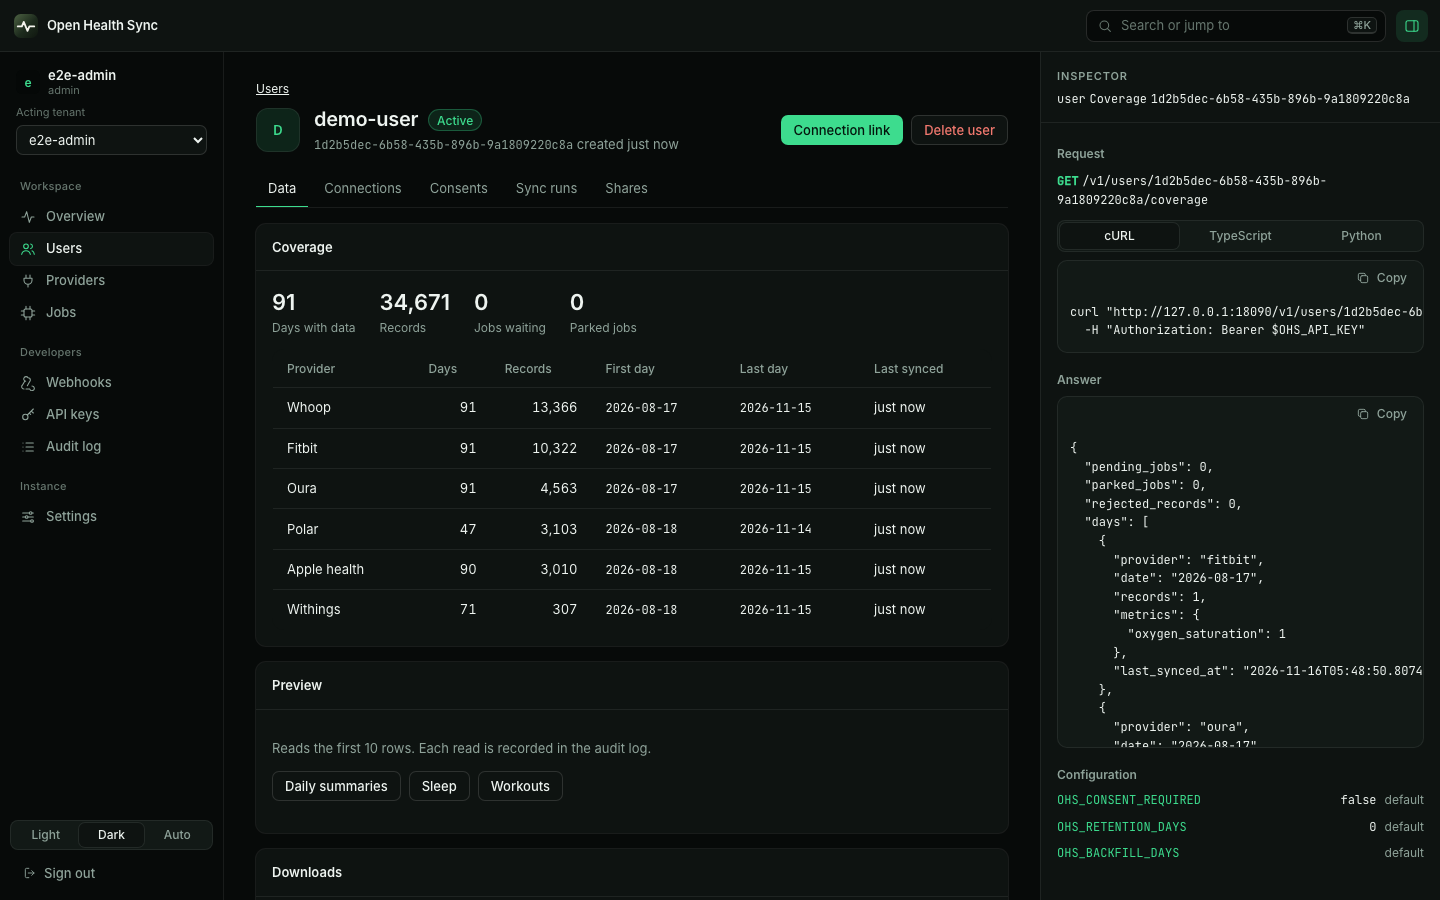 Open Health Sync
Search or jump to
⌘K
e
e2e-admin
admin
Acting tenant
e2e-admin
Workspace
Overview
Users
Providers
Jobs
Developers
Webhooks
API keys
Audit log
Instance
Settings
Light Dark Auto
Sign out
Users
D
demo-user Active
1d2b5dec-6b58-435b-896b-9a1809220c8a created just now
Connection link Delete user
Data Connections Consents Sync runs Shares
Coverage
91 34,671 0 0
Days with data Records Jobs waiting Parked jobs
Provider Days Records First day Last day Last synced
Whoop 91 13,366 2026-08-17 2026-11-15 just now
Fitbit 91 10,322 2026-08-17 2026-11-15 just now
Oura 91 4,563 2026-08-17 2026-11-15 just now
Polar 47 3,103 2026-08-18 2026-11-14 just now
Apple health 90 3,010 2026-08-18 2026-11-15 just now
Withings 71 307 2026-08-18 2026-11-15 just now
Preview
Reads the first 10 rows. Each read is recorded in the audit log.
Daily summaries Sleep Workouts
Downloads
INSPECTOR
user Coverage 1d2b5dec-6b58-435b-896b-9a1809220c8a
Request
GET /v1/users/1d2b5dec-6b58-435b-896b-
9a1809220c8a/coverage
cURL TypeScript Python
Copy
curl "http://127.0.0.1:18090/v1/users/1d2b5dec-6b
-H "Authorization: Bearer $OHS_API_KEY"
Answer
Copy
{
"pending_jobs": 0,
"parked_jobs": 0,
"rejected_records": 0,
"days": [
{
"provider": "fitbit",
"date": "2026-08-17",
"records": 1,
"metrics": {
"oxygen_saturation": 1
},
"last_synced_at": "2026-11-16T05:48:50.8074
},
{
"provider": "oura",
"date": "2026-08-17"
Configuration
OHS_CONSENT_REQUIRED false default
OHS_RETENTION_DAYS 0 default
OHS_BACKFILL_DAYS default